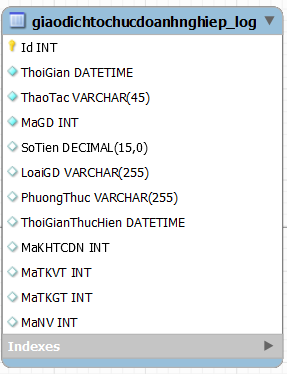 giaodichtochucdoanhnghiep_log
Id INT
ThoiGian DATETIME
ThaoTac VARCHAR(45)
MaGD INT
SoTien DECIMAL(15,0)
LoaiGD VARCHAR(255)
PhuongThuc VARCHAR(255)
ThoiGianThucHien DATETIME
MaKHTCDN INT
MaTKVT INT
MaTKGT INT
MaNV INT
Indexes